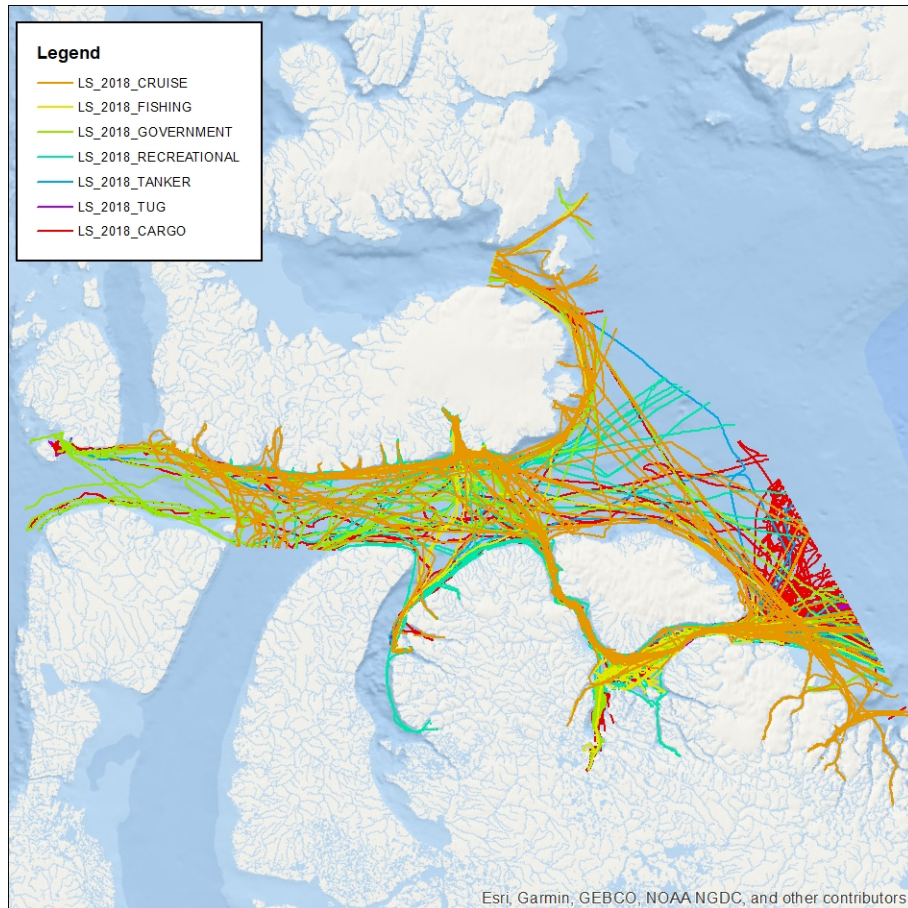 Legend
LS_2018_CRUISE
LS_2018_FISHING
LS_2018_GOVERNMENT
LS_2018_RECREATIONAL
LS_2018_TANKER
LS_2018_TUG
LS_2018_CARGO
Esri, Garmin, GEBCO, NOAA NGDC, and other contributors